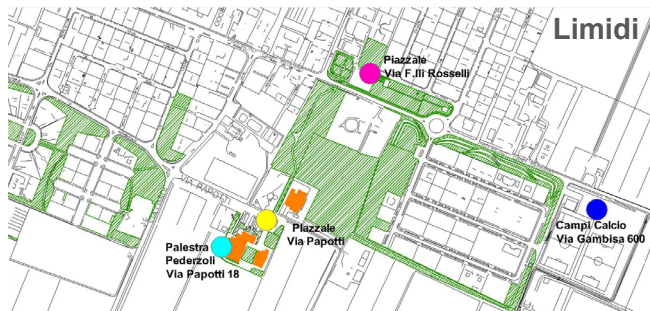 Limidi
Piazzale
Via F.lli Rosselli
VIA PAPOTTI
Piazzale
Via Papotti
Campi Calcio
Via Gambisa 600
Palestra
Pederzoli
Via Papotti 18